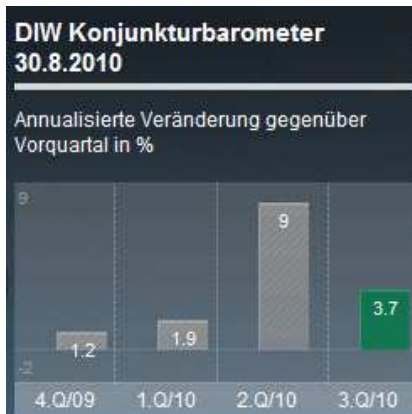 DIW Konjunkturbarometer
30.8.2010
Annualisierte Veränderung gegenüber
Vorquartal in %
9
9
3.7
1.9
1.2
-2
4.Q/09 1.Q/10 2.Q/10 3.Q/10